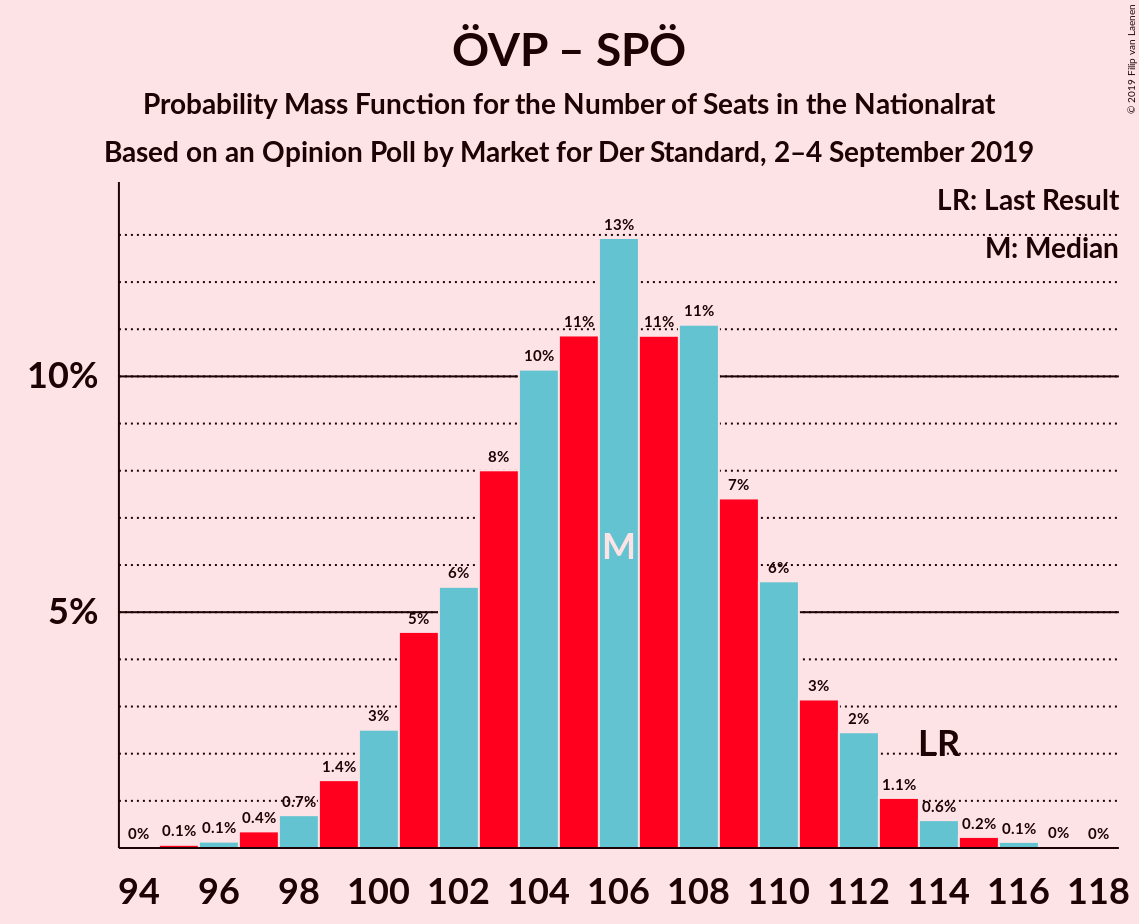 ÖVP – SPÖ
Probability Mass Function for the Number of Seats in the Nationalrat
Based on an Opinion Poll by Market for Der Standard, 2–4 September 2019
© 2019 Filip van Laenen
LR: Last Result
M: Median
10%
5%
0% 0.1% 0.1% 0.4% 0.7% 1.4% 3% 5% 6% 8% 10% 11% 13% 11% 11% 7% 6% 3% 2% 1.1% 0.6% 0.2% 0.1% 0% 0%
M
LR
94 96 98 100 102 104 106 108 110 112 114 116 118